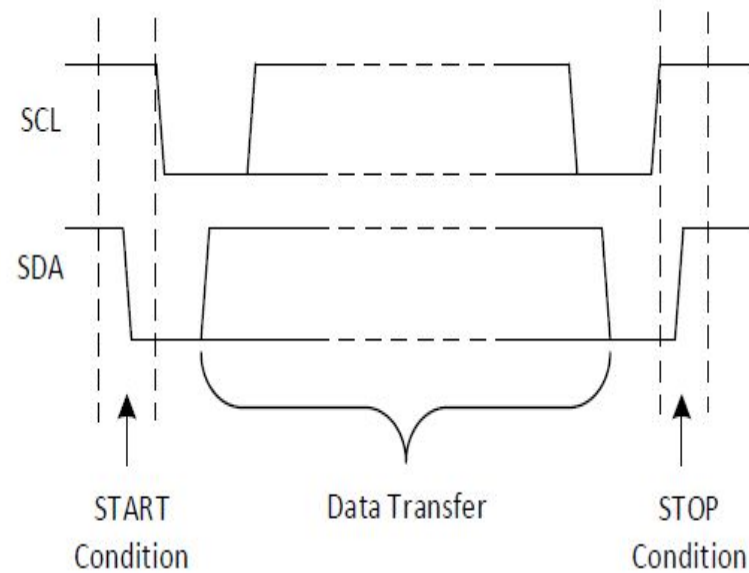 SCL
SDA
START
Condition
Data Transfer
STOP
Condition